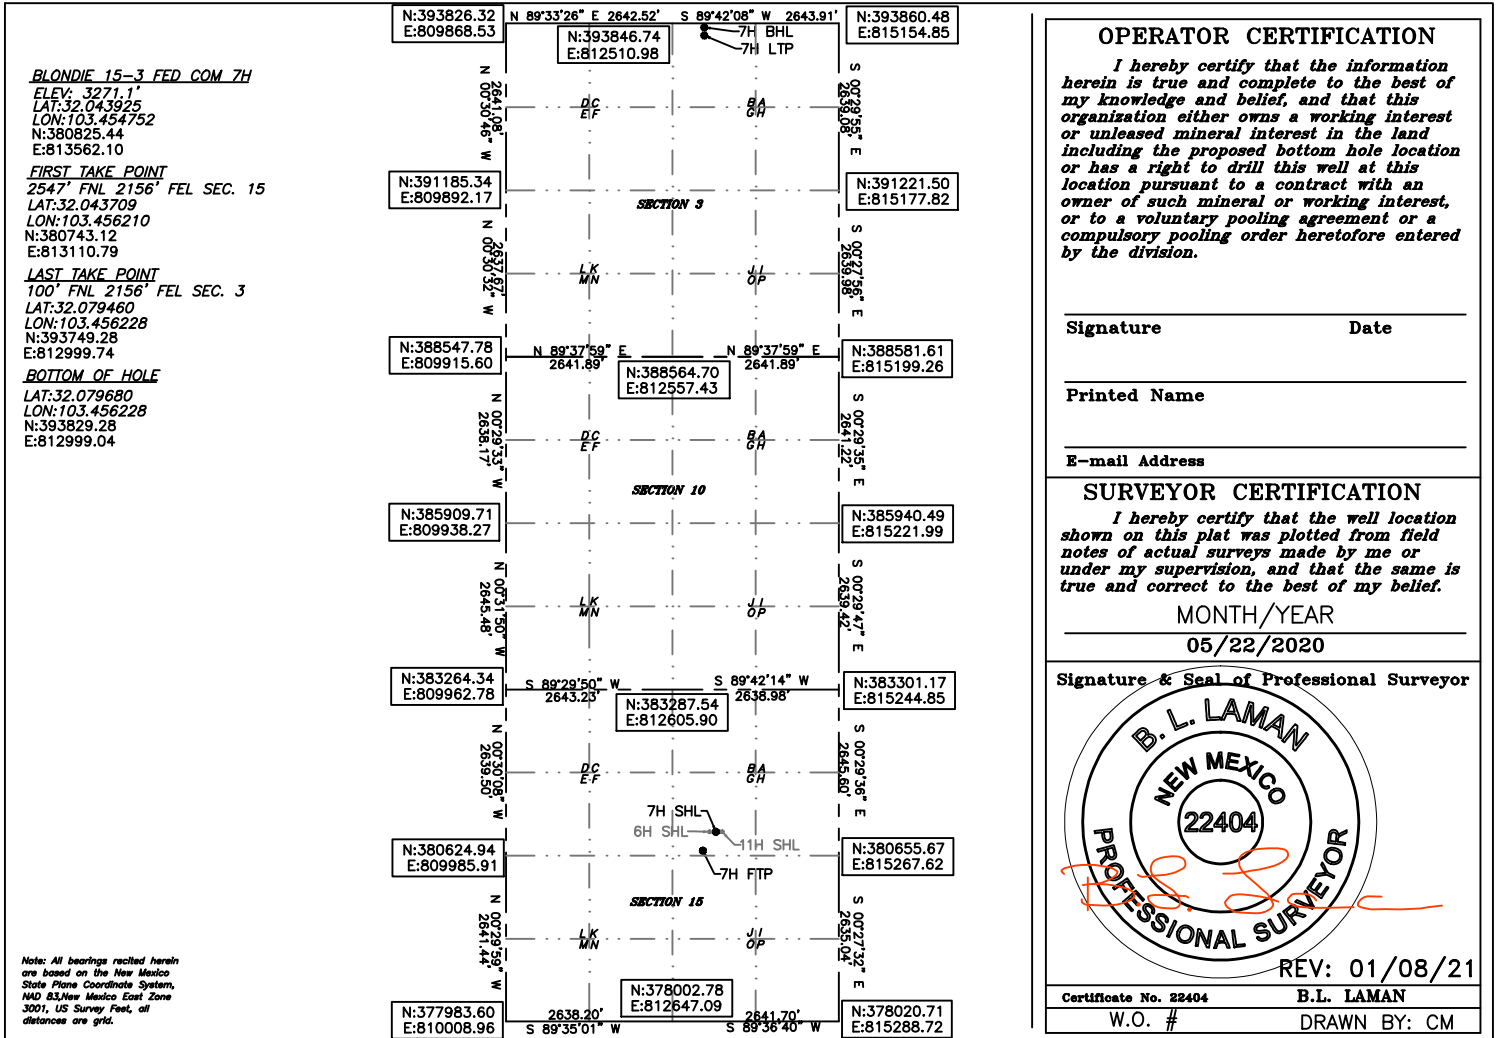 BLONDIE 15-3 FED COM 7H
ELEV: 3271.1'
LAT:32.043925
LON:103.454752
N:380825.44
E:813562.10
FIRST TAKE POINT
2547' FNL 2156' FEL SEC. 15
LAT:32.043709
LON:103.456210
N:380743.12
E:813110.79
LAST TAKE POINT
100' FNL 2156' FEL SEC. 3
LAT:32.079460
LON:103.456228
N:393749.28
E:812999.74
BOTTOM OF HOLE
LAT:32.079680
LON:103.456228
N:393829.28
E:812999.04
Note: All bearings recited herein
are based on the New Mexico
State Plane Coordinate System,
NAD 83,New Mexico East Zone
3001, US Survey Feet, all
distances are grid.
N:393826.32
E:809868.53
N 89°33'26" E 2642.52'
S 89°42'08" W 2643.91'
N:393860.48
E:815154.85
N:393846.74
E:812510.98
7H BHL
7H LTP
N 00°30'46" W
2641.08'
DC
EF
BA
GH
S 00°29'55" E
2639.08'
N:391185.34
E:809892.17
SECTION 3
N:391221.50
E:815177.82
N 00°30'32" W
2637.67'
LK
MN
JI
OP
S 00°27'56" E
2639.98'
N:388547.78
E:809915.60
N 89°37'59" E
2641.89'
N 89°37'59" E
2641.89'
N:388581.61
E:815199.26
N:388564.70
E:812557.43
N 00°29'33" W
2638.17'
DC
EF
BA
GH
S 00°29'35" E
2641.22'
SECTION 10
N:385909.71
E:809938.27
N:385940.49
E:815221.99
N 00°31'50" W
2645.48'
LK
MN
JI
OP
S 00°29'47" E
2639.42'
N:383264.34
E:809962.78
S 89°29'50" W
2643.23'
S 89°42'14" W
2638.98'
N:383301.17
E:815244.85
N:383287.54
E:812605.90
N 00°30'08" W
2639.50'
DC
EF
BA
GH
S 00°29'36" E
2645.60'
7H SHL
6H SHL
11H SHL
7H FTP
N:380624.94
E:809985.91
N:380655.67
E:815267.62
SECTION 15
N 00°29'59" W
2641.44'
LK
MN
JI
OP
S 00°27'32" E
2635.04'
N:378002.78
E:812647.09
N:377983.60
E:810008.96
2638.20'
S 89°35'01" W
2641.70'
S 89°36'40" W
N:378020.71
E:815288.72
OPERATOR CERTIFICATION
I hereby certify that the information
herein is true and complete to the best of
my knowledge and belief, and that this
organization either owns a working interest
or unleased mineral interest in the land
including the proposed bottom hole location
or has a right to drill this well at this
location pursuant to a contract with an
owner of such mineral or working interest,
or to a voluntary pooling agreement or a
compulsory pooling order heretofore entered
by the division.
Signature Date
Printed Name
E-mail Address
SURVEYOR CERTIFICATION
I hereby certify that the well location
shown on this plat was plotted from field
notes of actual surveys made by me or
under my supervision, and that the same is
true and correct to the best of my belief.
MONTH/YEAR
05/22/2020
Signature & Seal of Professional Surveyor
B. L. LAMAN
NEW MEXICO
22404
PROFESSIONAL SURVEYOR
REV: 01/08/21
Certificate No. 22404 B.L. LAMAN
W.O. # DRAWN BY: CM